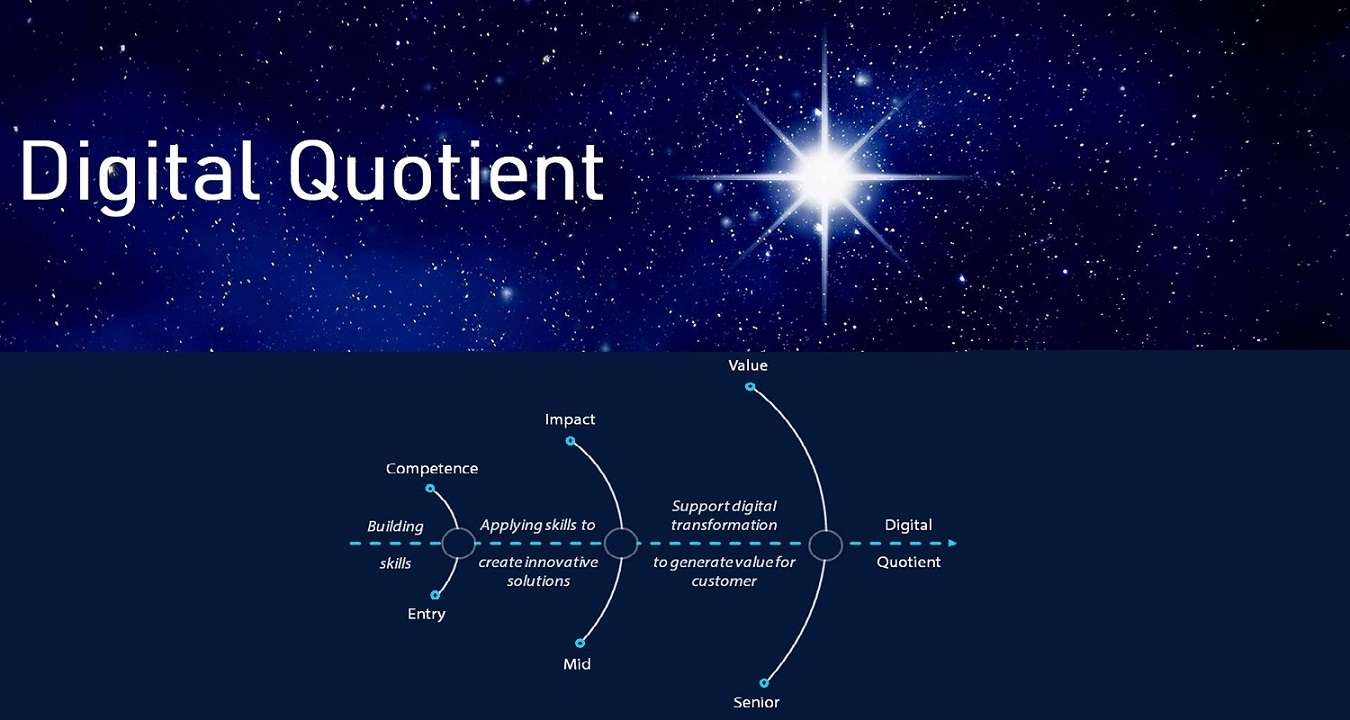 Digital Quotient
Value
Impact
Competence
Building
skills
Entry
Applying skills to
create innovative
solutions
Mid
Support digital
transformation
to generate value for
customer
Senior
Digital
Quotient